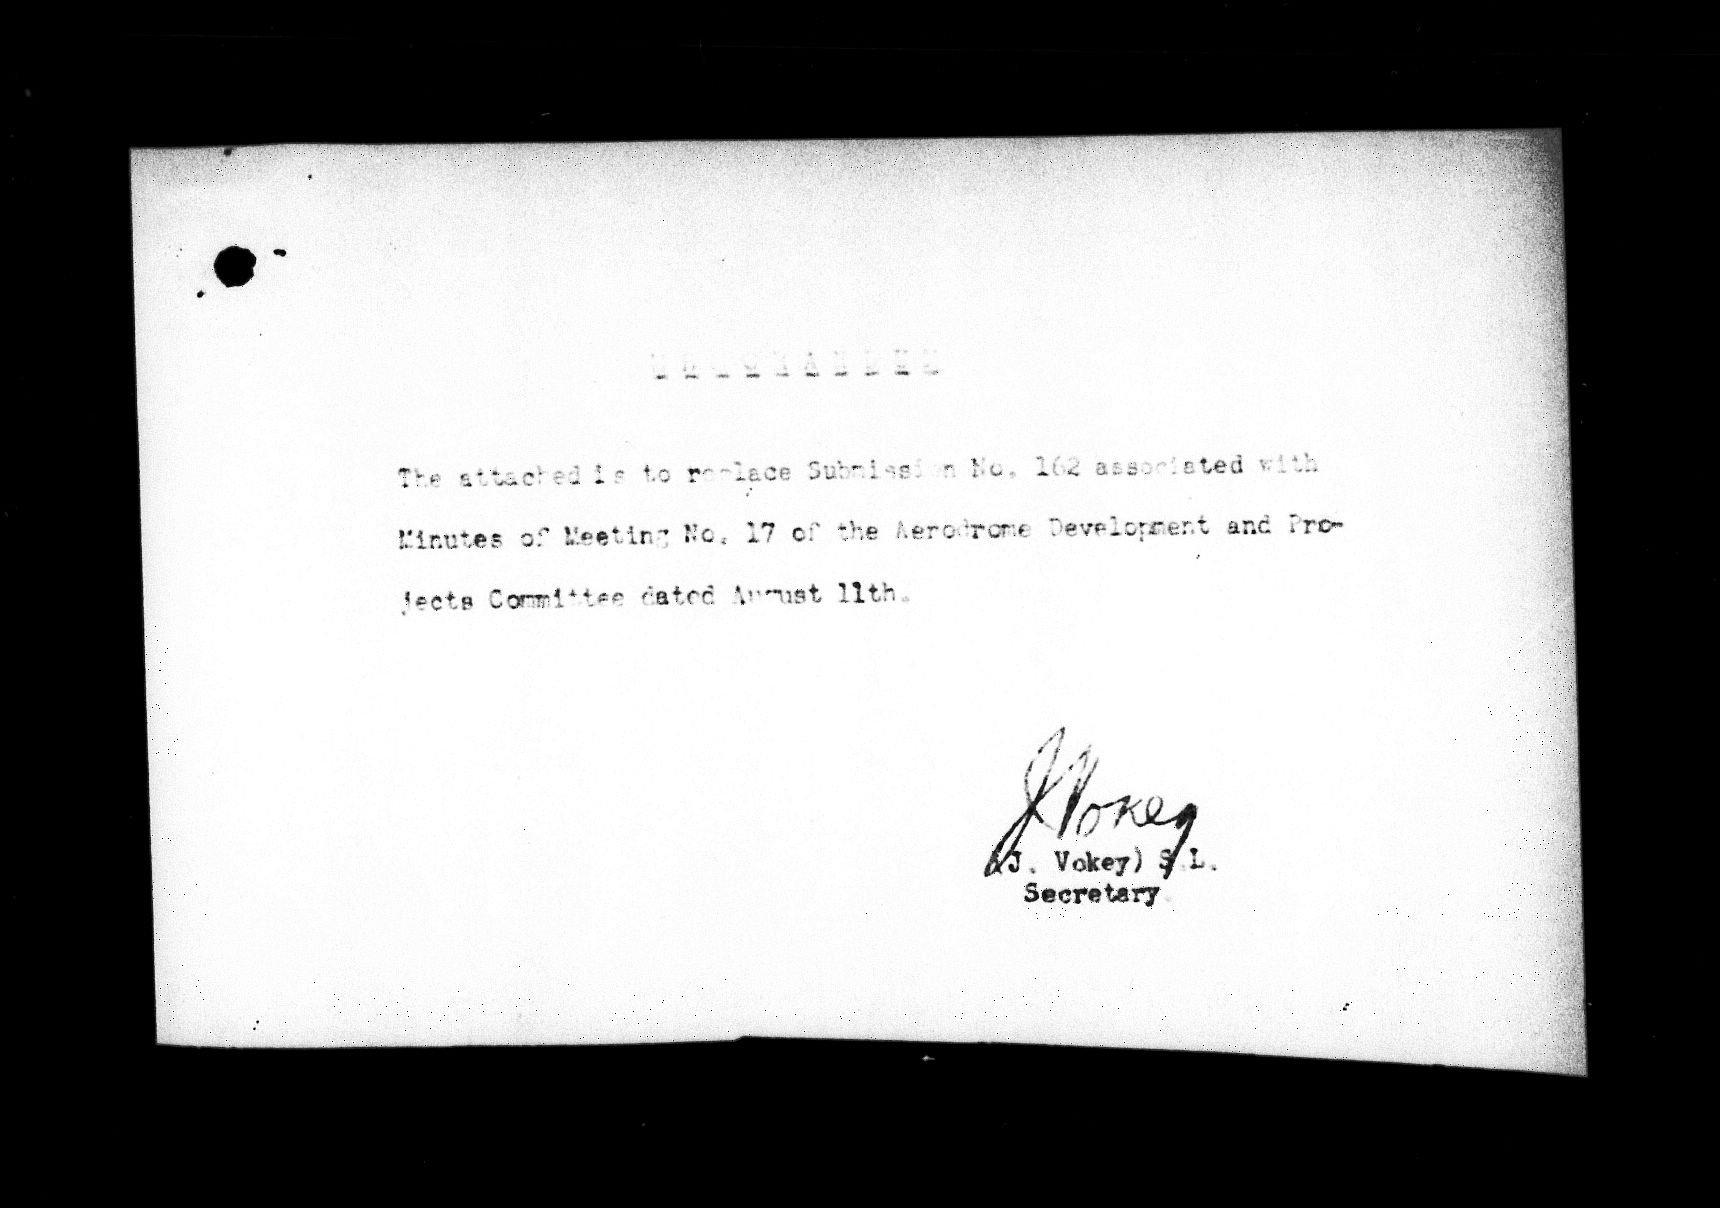 MEMORANDUM
The attached is to replace Submission No. 162 associated with
Minutes of Meeting No. 17 of the Aerodrome Development and Pro-
jects Committee dated August 11th.
J Vokey
(J. Vokey) S.L.
Secretary.